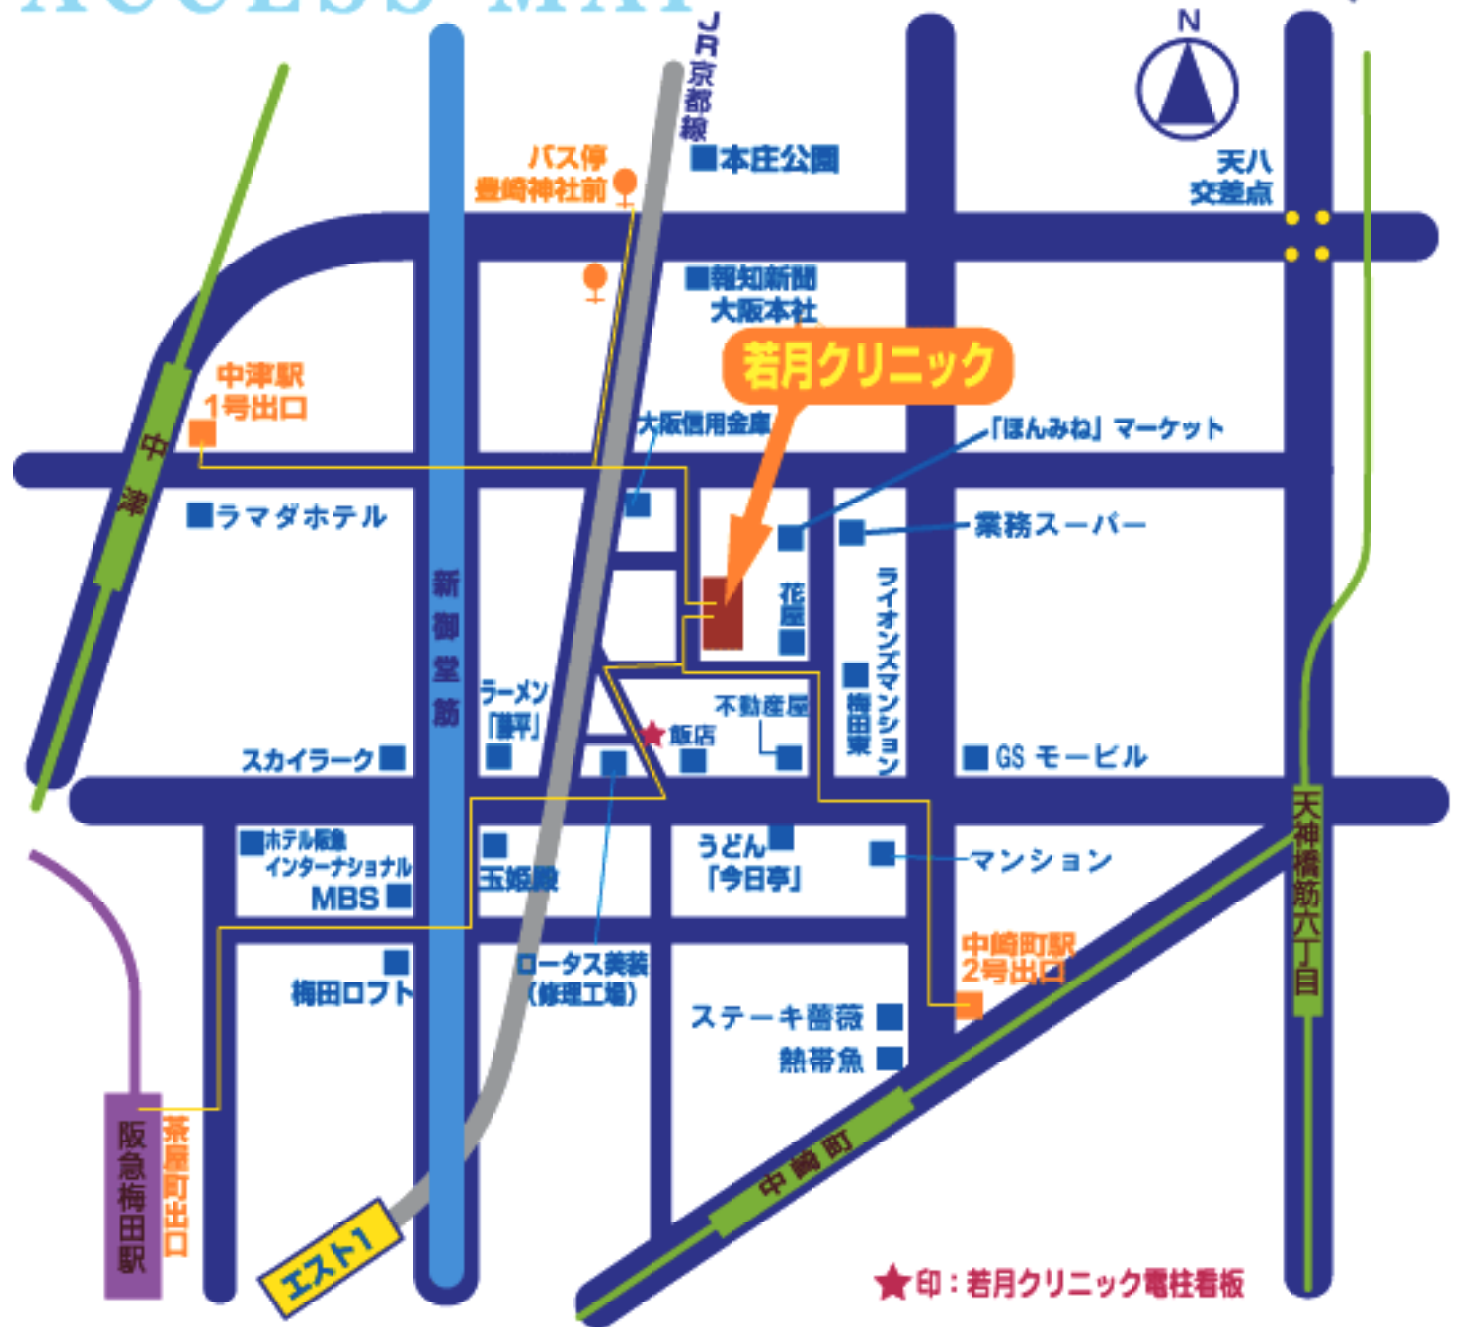 ACCESS MAP
JR京都線
N
バス停
豊崎神社前
本庄公園
天八
交差点
報知新聞
大阪本社
若月クリニック
中津駅
1号出口
大阪信用金庫
「ほんみね」マーケット
中津
ラマダホテル
業務スーパー
新御堂筋
花屋
ライオンズマンション
梅田東
ラーメン
「藤平」
不動産屋
飯店
スカイラーク
GS モービル
ホテル阪急
インターナショナル
MBS
玉姫殿
うどん
「今日亭」
マンション
天神橋筋六丁目
中崎町駅
2号出口
梅田ロフト
ロータス美装
（修理工場）
ステーキ薔薇
熱帯魚
阪急梅田駅
茶屋町出口
中崎町
エスト1
★印：若月クリニック電柱看板